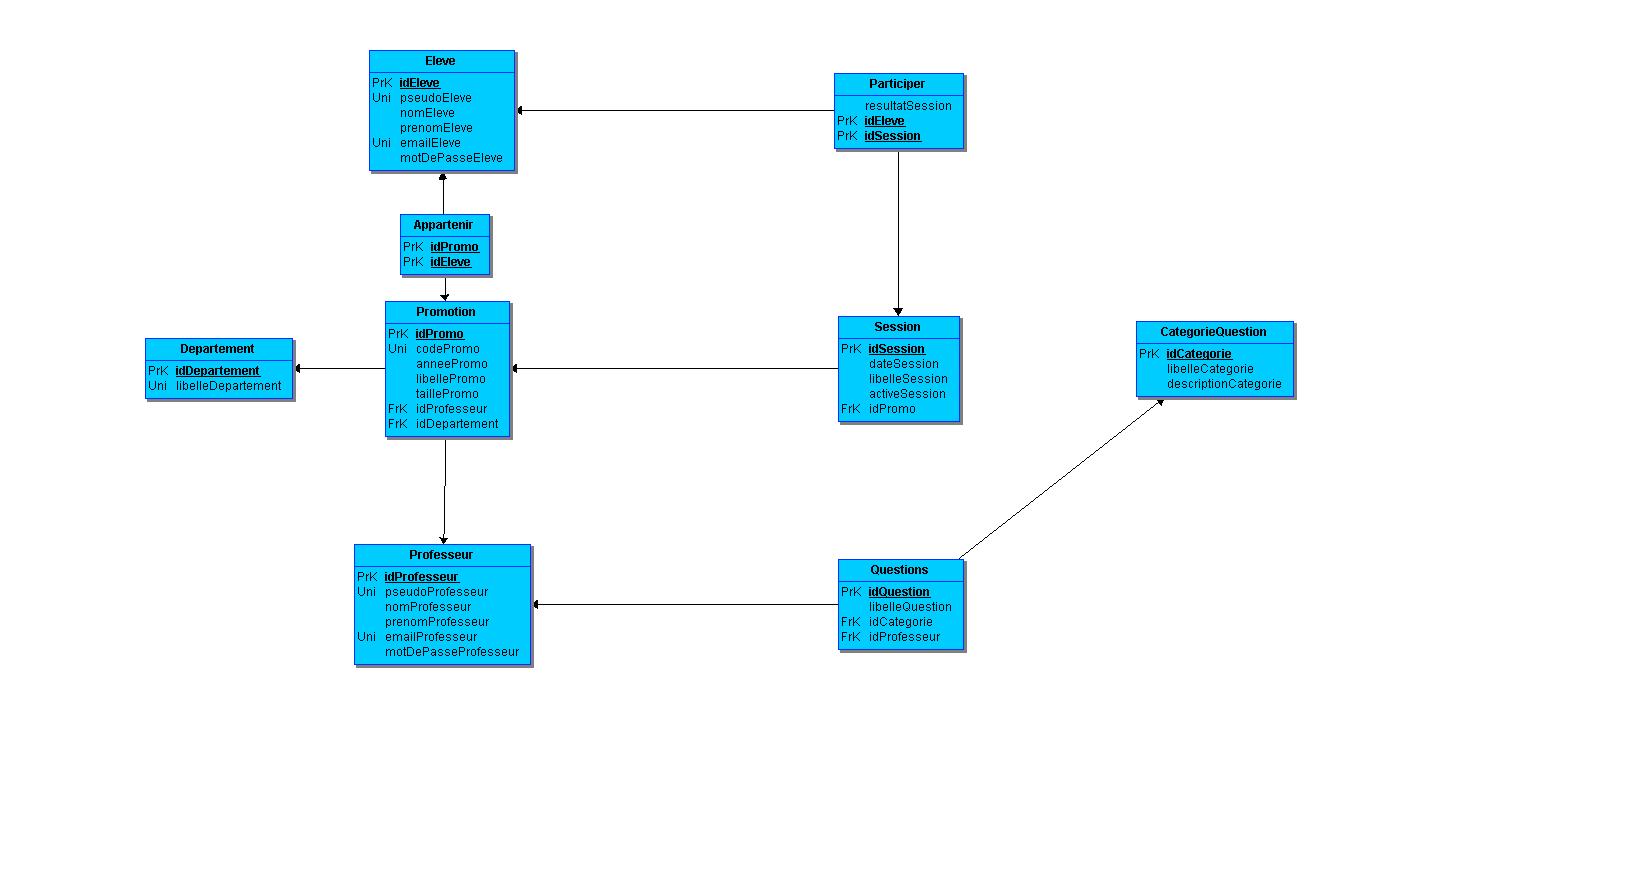 Eleve
PrK idEleve
Uni pseudoEleve
nomEleve
prenomEleve
Uni emailEleve
motDePasseEleve
Participer
resultatSession
PrK idEleve
PrK idSession
Appartenir
PrK idPromo
PrK idEleve
Promotion
PrK idPromo
Uni codePromo
anneePromo
libellePromo
taillePromo
FrK idProfesseur
FrK idDepartement
Departement
PrK idDepartement
Uni libelleDepartement
Session
PrK idSession
dateSession
libelleSession
activeSession
FrK idPromo
CategorieQuestion
PrK idCategorie
libelleCategorie
descriptionCategorie
Professeur
PrK idProfesseur
Uni pseudoProfesseur
nomProfesseur
prenomProfesseur
Uni emailProfesseur
motDePasseProfesseur
Questions
PrK idQuestion
libelleQuestion
FrK idCategorie
FrK idProfesseur